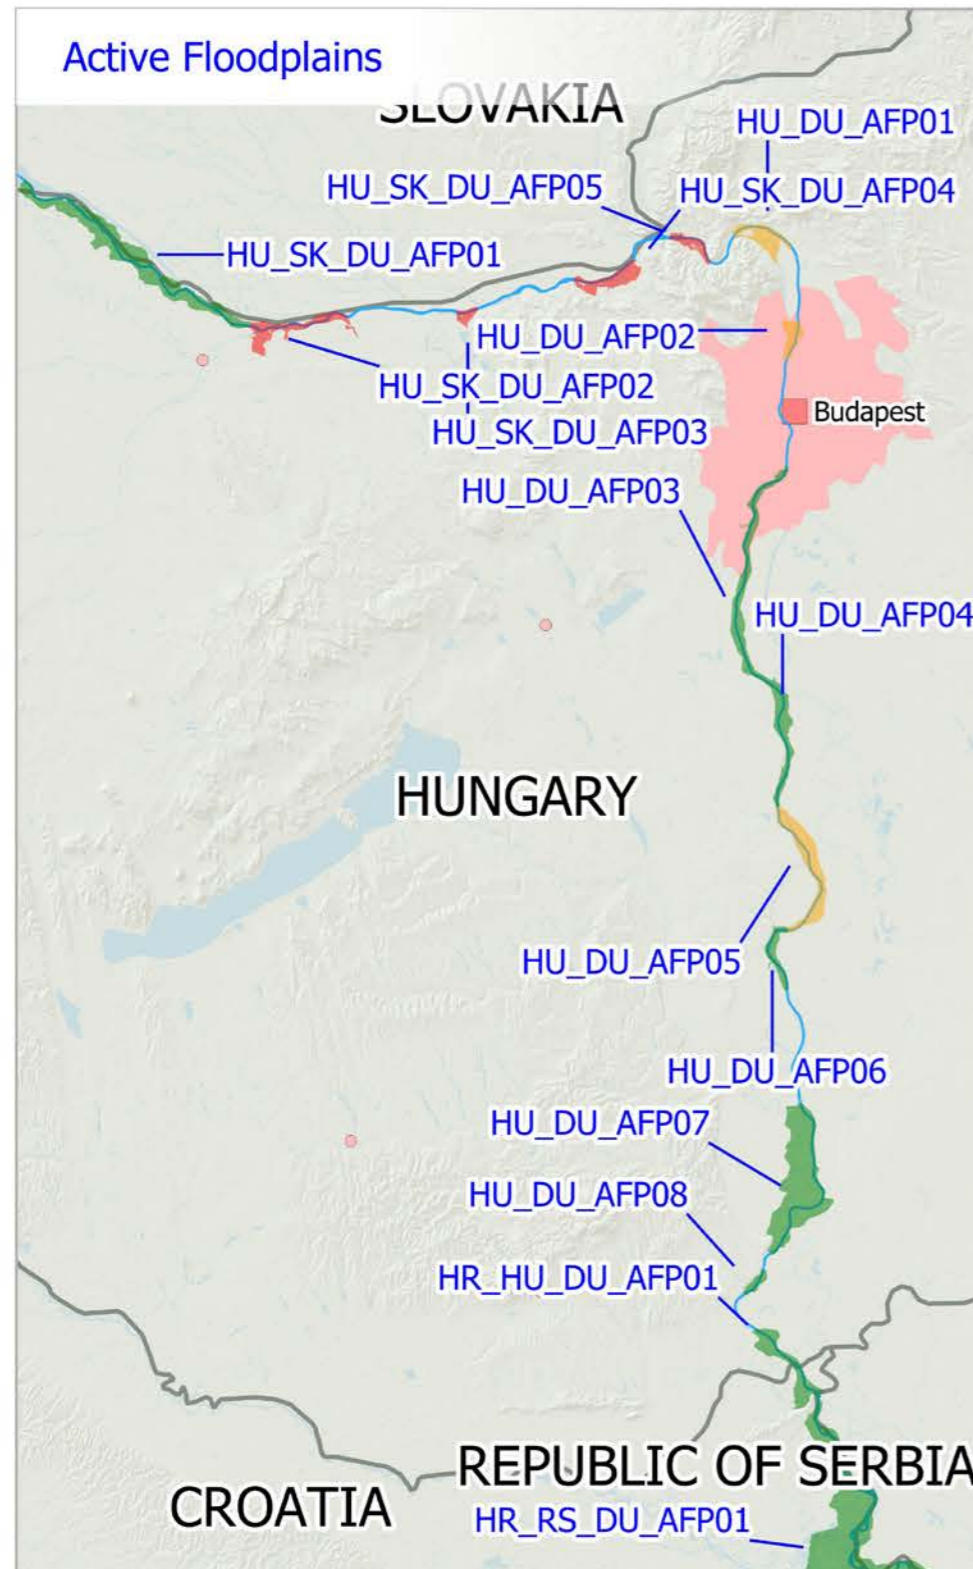 Active Floodplains
SLOVAKIA
HU_DU_AFP01
HU_SK_DU_AFP05
HU_SK_DU_AFP04
HU_SK_DU_AFP01
HU_DU_AFP02
HU_SK_DU_AFP02
Budapest
HU_SK_DU_AFP03
HU_DU_AFP03
HU_DU_AFP04
HUNGARY
HU_DU_AFP05
HU_DU_AFP06
HU_DU_AFP07
HU_DU_AFP08
HR_HU_DU_AFP01
REPUBLIC OF SERBIA
CROATIA
HR_RS_DU_AFP01